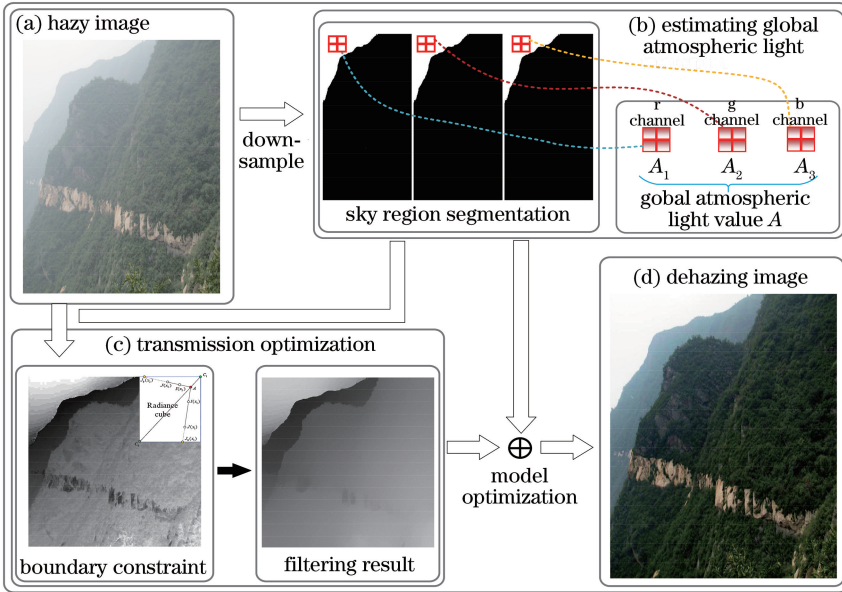 (a) hazy image
down-
sample
(b) estimating global
atmospheric light
sky region segmentation
r
channel
g
channel
b
channel
A1
A2
A3
gobal atmospheric
light value A
(c) transmission optimization
Radiance
cube
boundary constraint
filtering result
model
optimization
(d) dehazing image